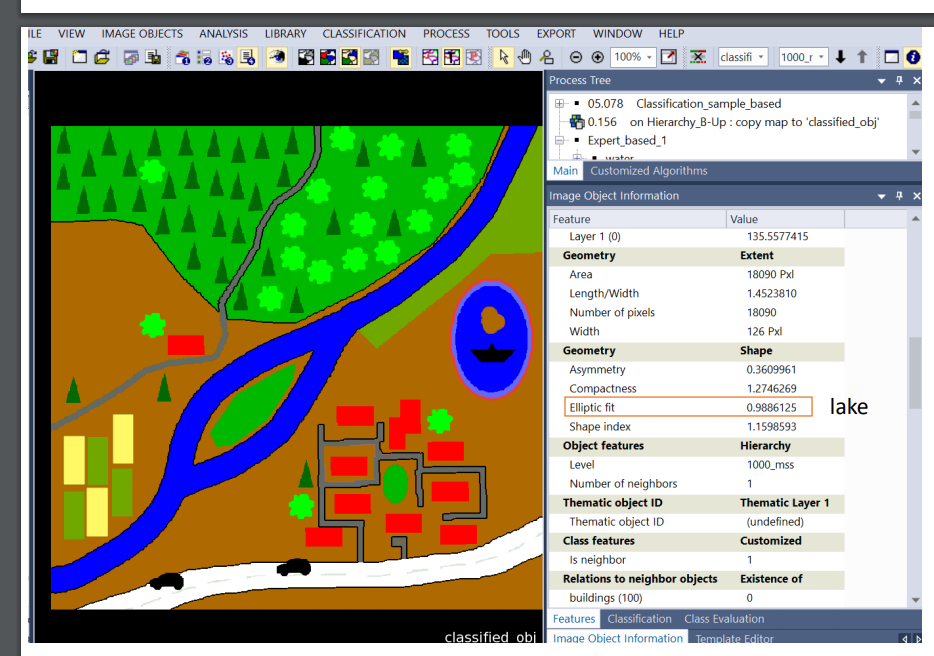 ILE VIEW IMAGE OBJECTS ANALYSIS LIBRARY CLASSIFICATION PROCESS TOOLS EXPORT WINDOW HELP
100% classifi 1000_r
Process Tree
05.078 Classification_sample_based
0.156 on Hierarchy_B-Up : copy map to 'classified_obj'
Expert_based_1
water
Main Customized Algorithms
Image Object Information
Feature Value
Layer 1 (0) 135.5577415
Geometry Extent
Area 18090 Pxl
Length/Width 1.4523810
Number of pixels 18090
Width 126 Pxl
Geometry Shape
Asymmetry 0.3609961
Compactness 1.2746269
Elliptic fit 0.9886125 lake
Shape index 1.1598593
Object features Hierarchy
Level 1000_mss
Number of neighbors 1
Thematic object ID Thematic Layer 1
Thematic object ID (undefined)
Class features Customized
Is neighbor 1
Relations to neighbor objects Existence of
buildings (100) 0
Features Classification Class Evaluation
classified obj Image Object Information Template Editor